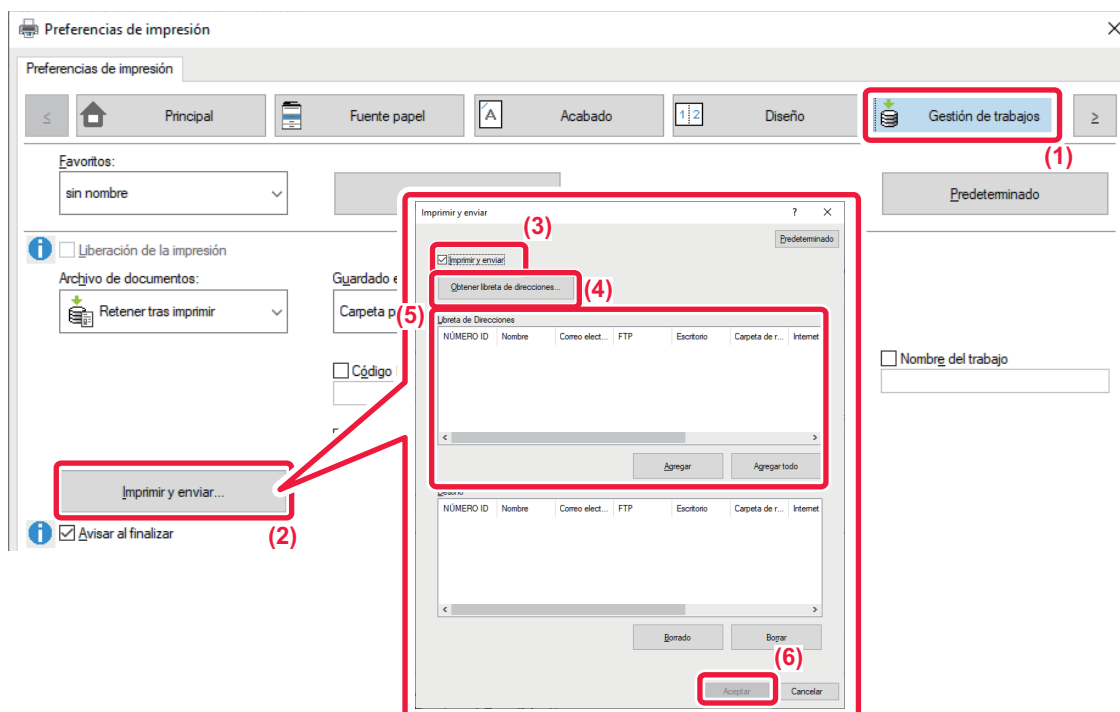 Preferencias de impresión
Preferencias de impresión
≤ Principal Fuente papel A Acabado 1 2 Diseño Gestión de trabajos ≥
(1)
Favoritos:
sin nombre
Predeterminado
Liberación de la impresión
Archivo de documentos:
Retener tras imprimir
Guardado e
Carpeta p
Código
Nombre del trabajo
Imprimir y enviar...
(2)
Avisar al finalizar
Imprimir y enviar ? ×
(3)
Predeterminado
Imprimir y enviar
Obtener libreta de direcciones...
(4)
(5)
Libreta de Direcciones
NÚMERO ID Nombre Correo elect... FTP Escritorio Carpeta de r... Internet
Agregar Agregar todo
Destino
NÚMERO ID Nombre Correo elect... FTP Escritorio Carpeta de r... Internet
Borrado Borrar
(6)
Aceptar Cancelar